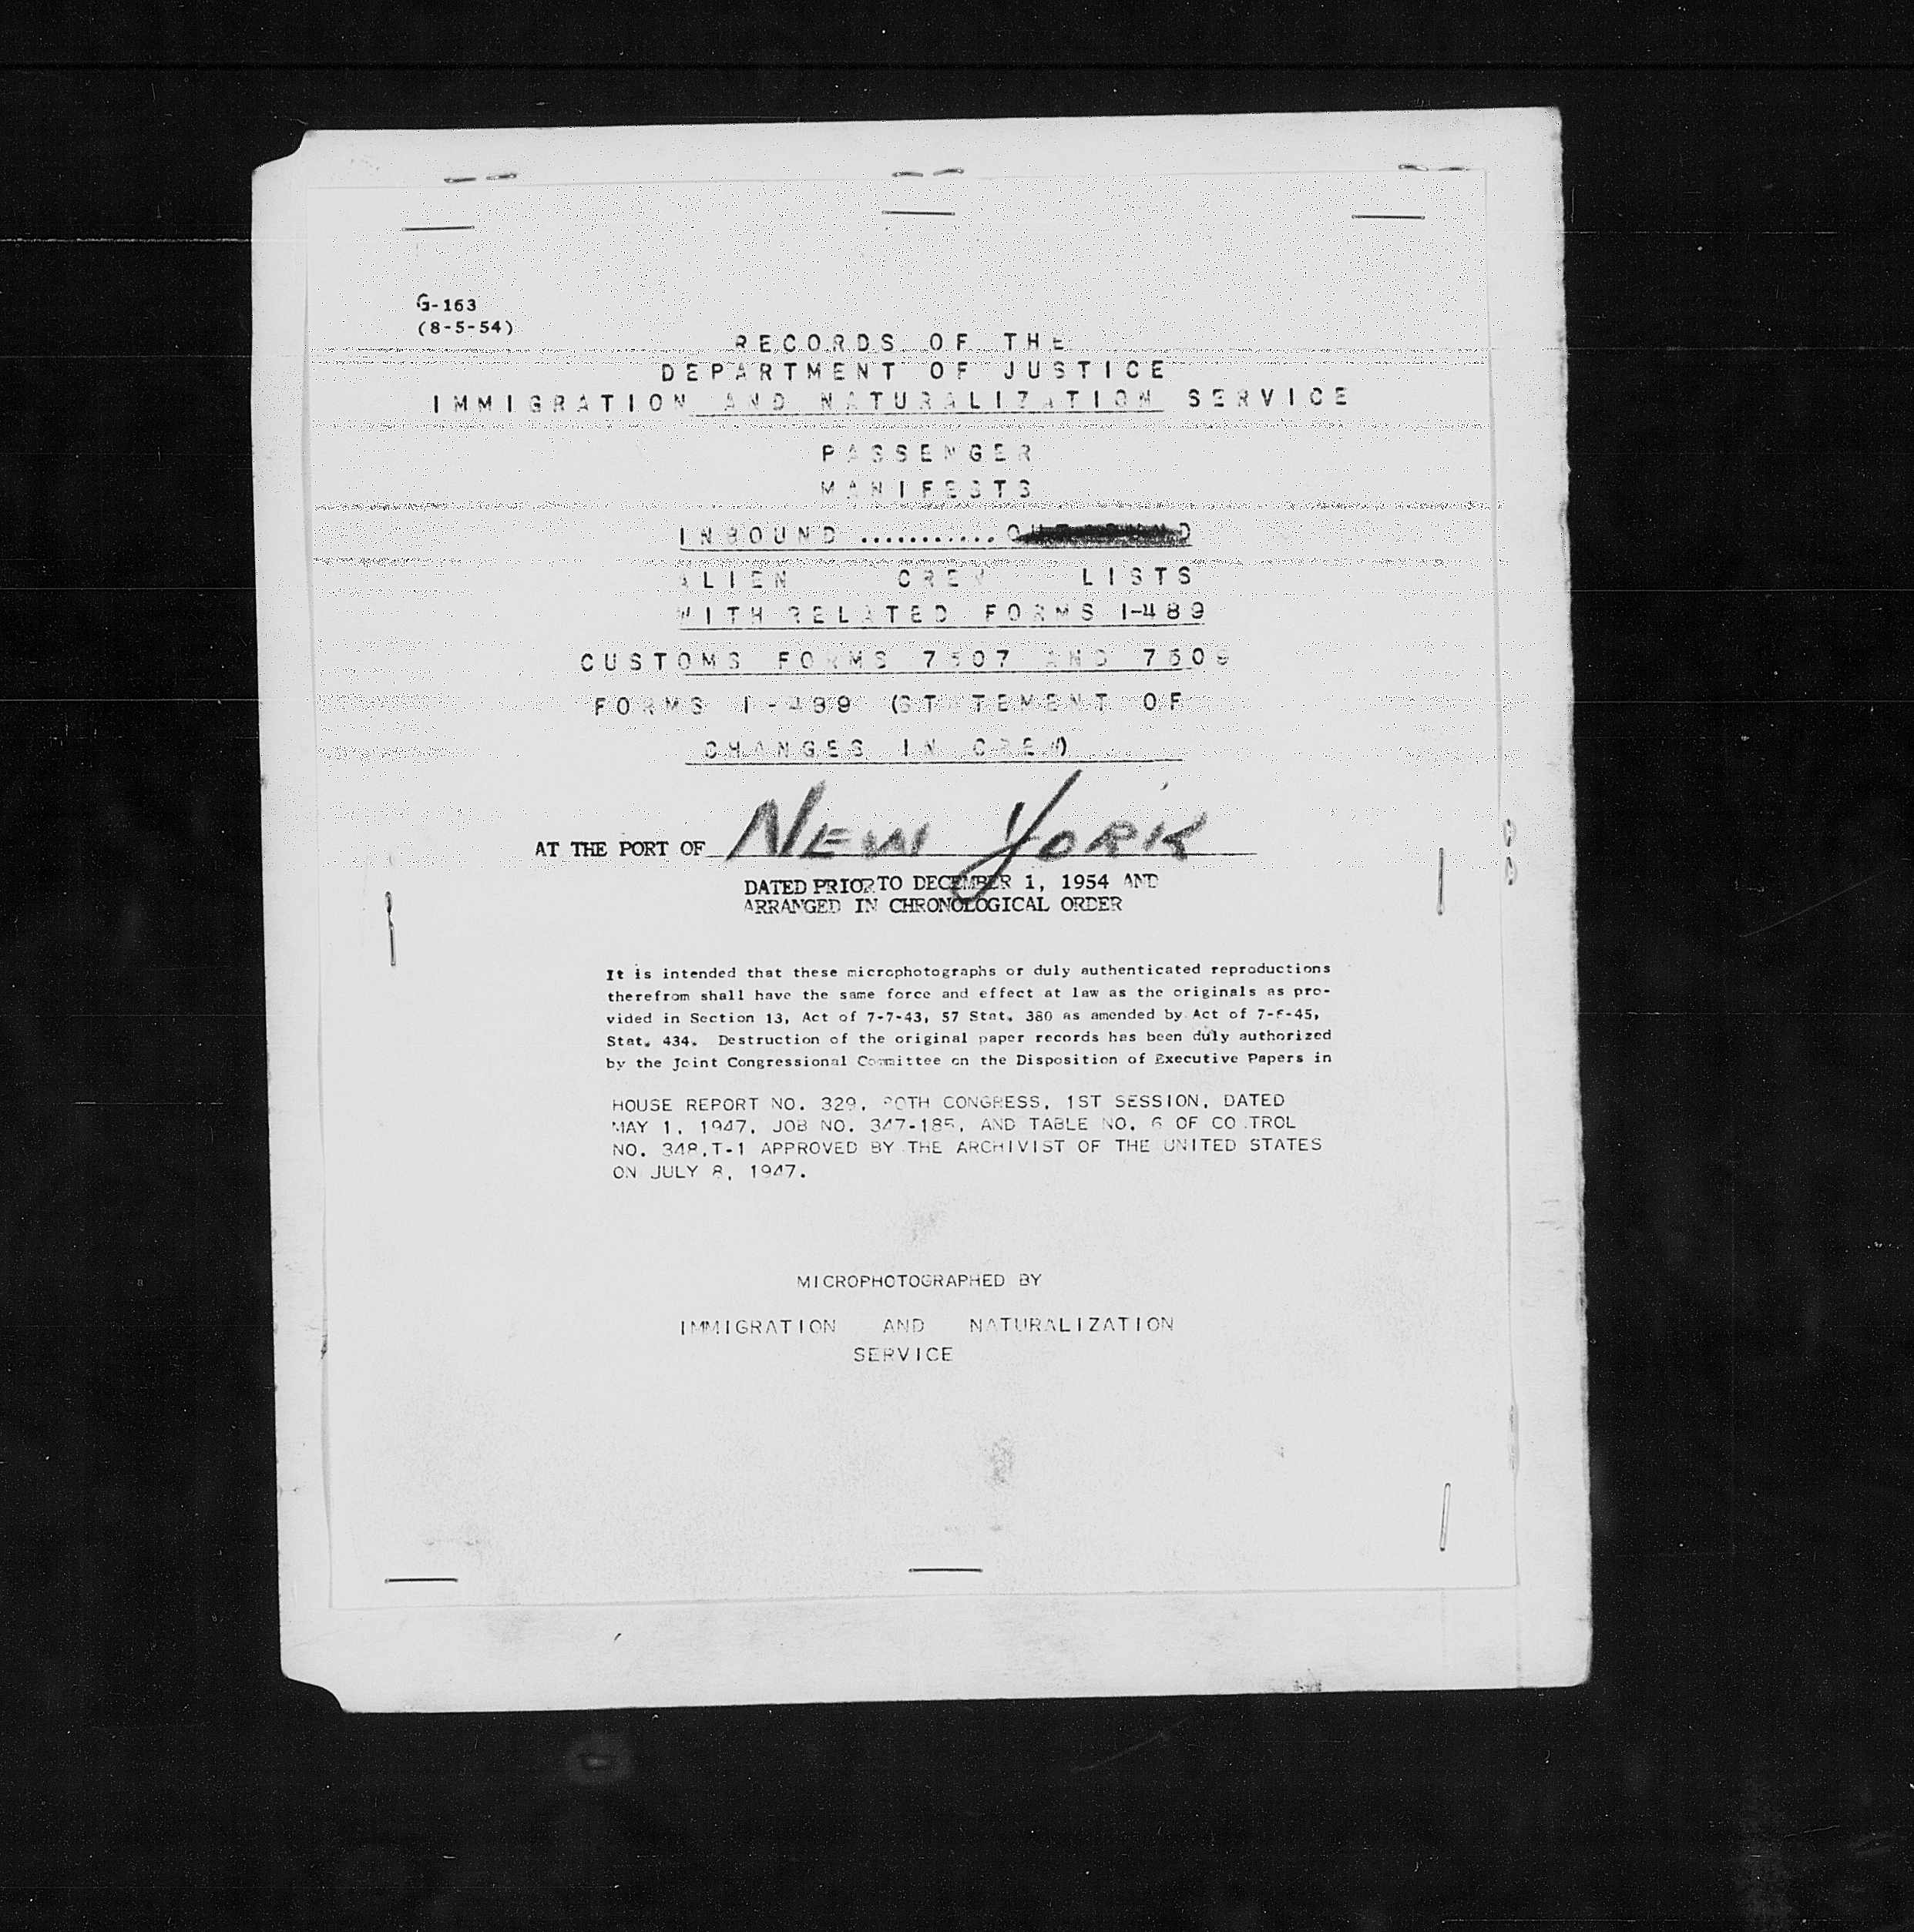 G-163
(8-5-54)
RECORDS OF THE
DEPARTMENT OF JUSTICE
IMMIGRATION AND NATURALIZATION SERVICE
PASSENGER
MANIFESTS
INBOUND ...........
ALIEN CREW LISTS
WITH RELATED FORMS I-489
CUSTOMS FORMS 7507 AND 7509
FORMS I-489 (STATEMENT OF
CHANGES IN CREW)
AT THE PORT OF NEW YORK
DATED PRIOR TO DECEMBER 1, 1954 AND
ARRANGED IN CHRONOLOGICAL ORDER
It is intended that these microphotographs or duly authenticated reproductions
therefrom shall have the same force and effect at law as the originals as pro-
vided in Section 13, Act of 7-7-43, 57 Stat. 380 as amended by Act of
Stat. 434. Destruction of the original paper records has been duly authorized
by the Joint Congressional Committee on the Disposition of Executive Papers in
HOUSE REPORT NO. 329, 80TH CONGRESS, 1ST SESSION, DATED
MAY 1, 1947, JOB NO. 347-185, AND TABLE NO. 6 OF CO TROL
NO. 348,T-1 APPROVED BY THE ARCHIVIST OF THE UNITED STATES
ON JULY 8, 1947.
MICROPHOTOGRAPHED BY
IMMIGRATION AND NATURALIZATION
SERVICE